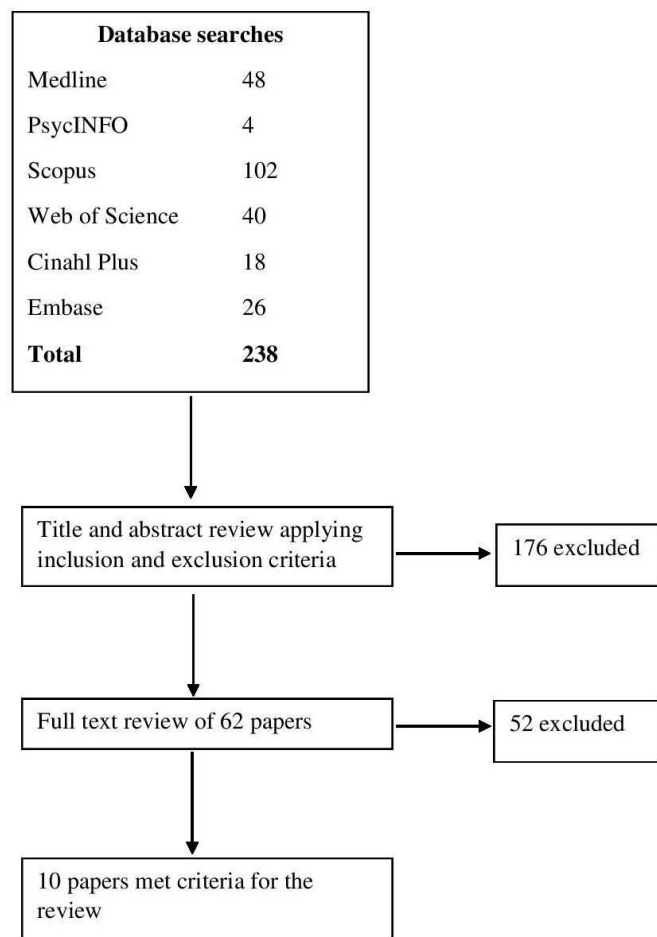 Database searches
Medline 48
PsycINFO 4
Scopus 102
Web of Science 40
Cinahl Plus 18
Embase 26
Total 238
Title and abstract review applying
inclusion and exclusion criteria
176 excluded
Full text review of 62 papers
52 excluded
10 papers met criteria for the
review